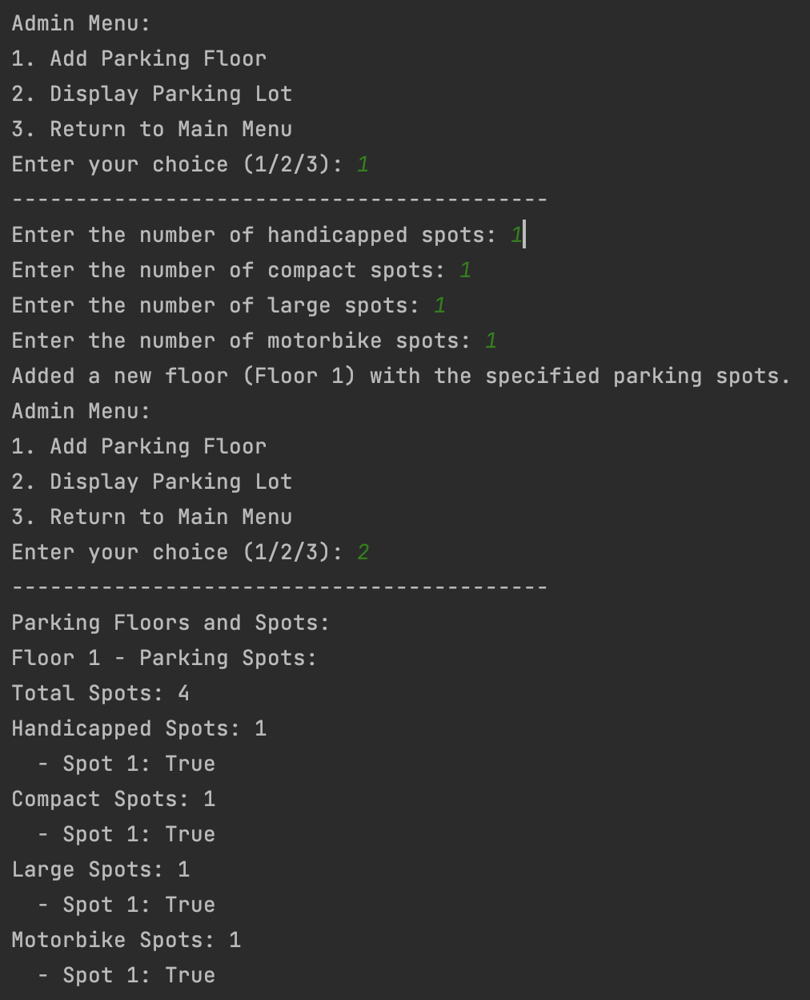 Admin Menu:
1. Add Parking Floor
2. Display Parking Lot
3. Return to Main Menu
Enter your choice (1/2/3): 1
------------------------------------------
Enter the number of handicapped spots: 1
Enter the number of compact spots: 1
Enter the number of large spots: 1
Enter the number of motorbike spots: 1
Added a new floor (Floor 1) with the specified parking spots.
Admin Menu:
1. Add Parking Floor
2. Display Parking Lot
3. Return to Main Menu
Enter your choice (1/2/3): 2
------------------------------------------
Parking Floors and Spots:
Floor 1 - Parking Spots:
Total Spots: 4
Handicapped Spots: 1
  - Spot 1: True
Compact Spots: 1
  - Spot 1: True
Large Spots: 1
  - Spot 1: True
Motorbike Spots: 1
  - Spot 1: True